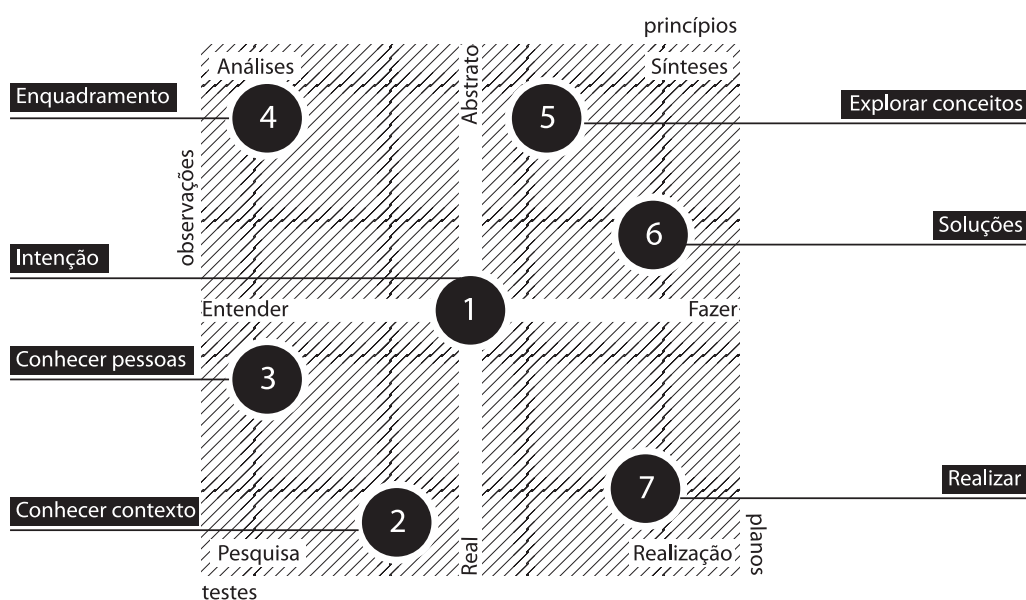 princípios
Análises
Abstrato
Sínteses
Enquadramento
4
5
Explorar conceitos
observações
6
Soluções
Intenção
Entender
1
Fazer
Conhecer pessoas
3
7
Realizar
Conhecer contexto
2
Pesquisa
Real
Realização
planos
testes